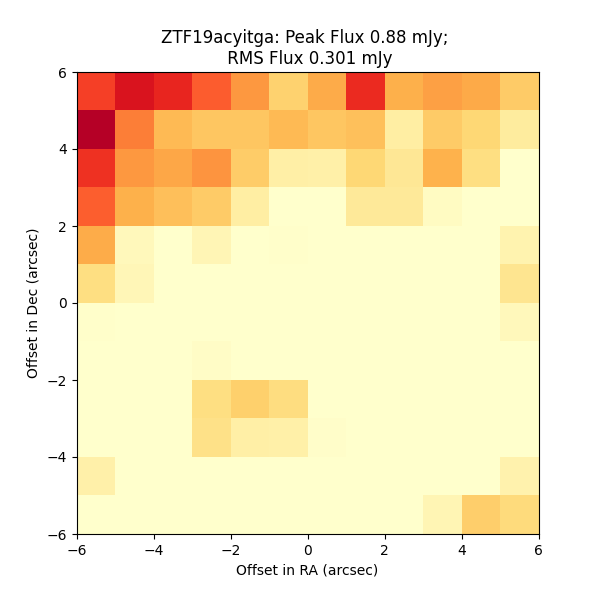 ZTF19acyitga: Peak Flux 0.88 mJy;
RMS Flux 0.301 mJy
6
4
2
0
−2
−4
−6
Offset in Dec (arcsec)
−6 −4 −2 0 2 4 6
Offset in RA (arcsec)